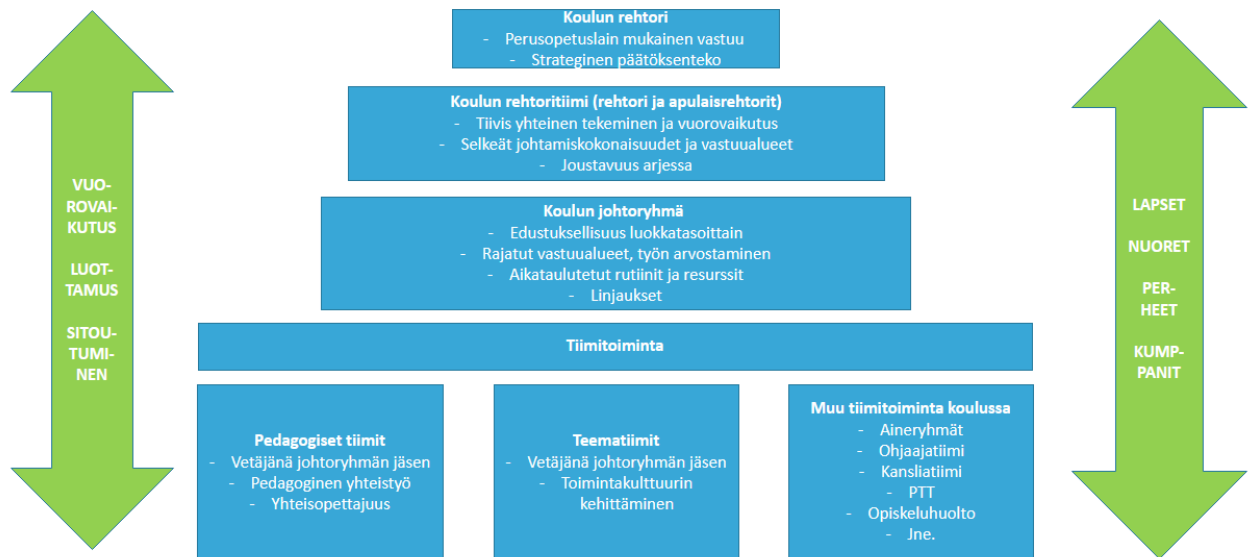 Koulun rehtori
- Perusopetuslain mukainen vastuu
- Strateginen päätöksenteko
Koulun rehtoritiimi (rehtori ja apulaisrehtorit)
- Tiivis yhteinen tekeminen ja vuorovaikutus
- Selkeät johtamiskokonaisuudet ja vastuualueet
- Joustavuus arjessa
Koulun johtoryhmä
- Edustuksellisuus luokkatasoittain
- Rajatut vastuualueet, työn arvostaminen
- Aikataulutetut rutiinit ja resurssit
- Linjaukset
Tiimitoiminta
Pedagogiset tiimit
- Vetäjänä johtoryhmän jäsen
- Pedagoginen yhteistyö
- Yhteisopettajuus
Teematiimit
- Vetäjänä johtoryhmän jäsen
- Toimintakulttuurin
kehittäminen
Muu tiimitoiminta koulussa
- Aineryhmät
- Ohjaajatiimi
- Kansliatiimi
- PTT
- Opiskeluhuolto
- Jne.
VUO-
ROVAI-
KUTUS
LUOT-
TAMUS
SITOU-
TUMI-
NEN
LAPSET
NUORET
PER-
HEET
KUMP-
PANIT